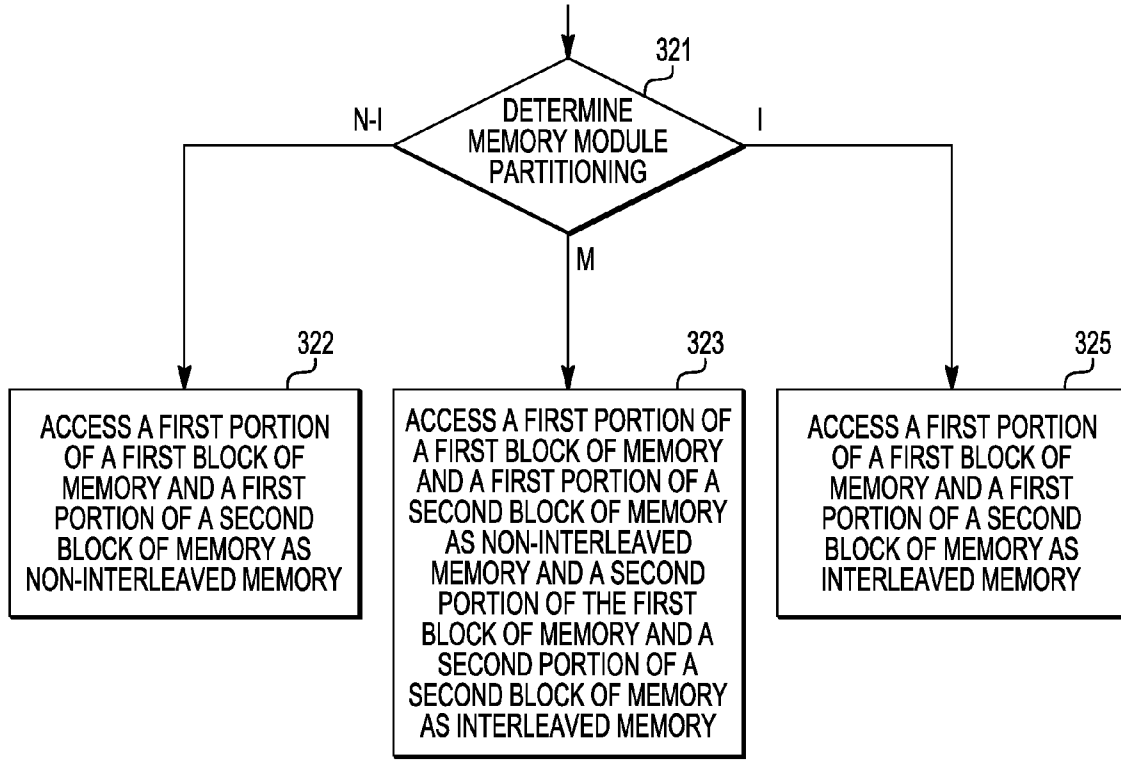 321
DETERMINE
MEMORY MODULE
PARTITIONING
N-I
I
M
322
ACCESS A FIRST PORTION
OF A FIRST BLOCK OF
MEMORY AND A FIRST
PORTION OF A SECOND
BLOCK OF MEMORY AS
NON-INTERLEAVED MEMORY
323
ACCESS A FIRST PORTION OF
A FIRST BLOCK OF MEMORY
AND A FIRST PORTION OF A
SECOND BLOCK OF MEMORY
AS NON-INTERLEAVED
MEMORY AND A SECOND
PORTION OF THE FIRST
BLOCK OF MEMORY AND A
SECOND PORTION OF A
SECOND BLOCK OF MEMORY
AS INTERLEAVED MEMORY
325
ACCESS A FIRST PORTION
OF A FIRST BLOCK OF
MEMORY AND A FIRST
PORTION OF A SECOND
BLOCK OF MEMORY AS
INTERLEAVED MEMORY